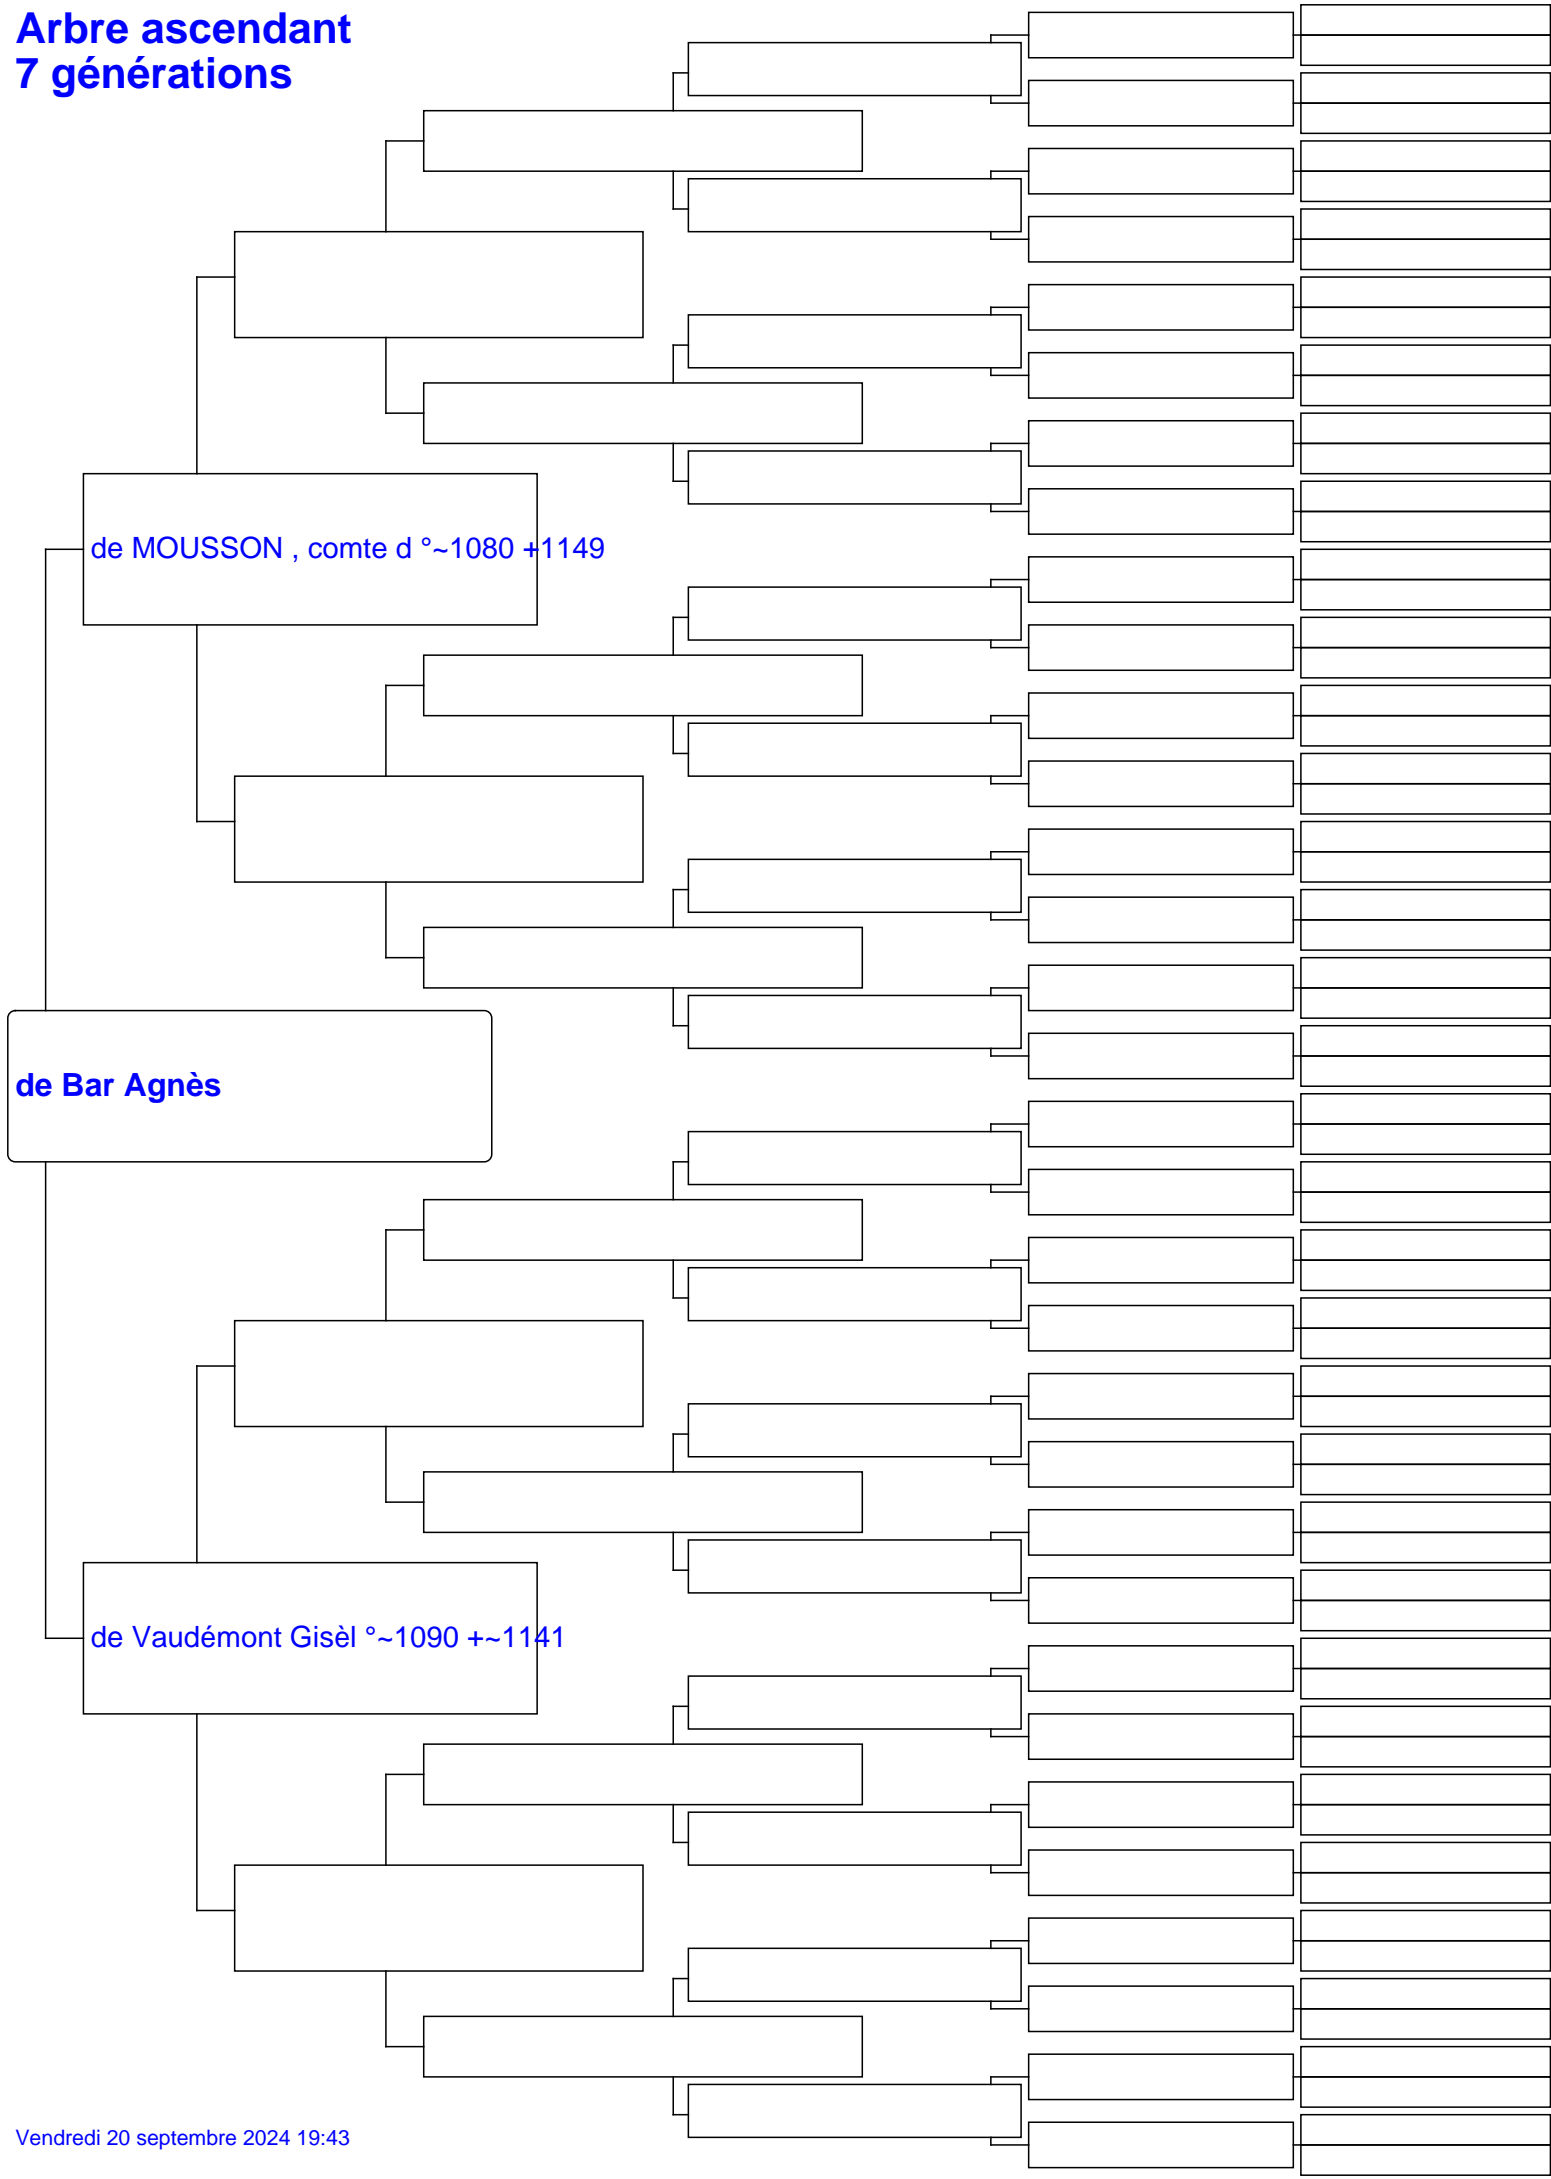 Arbre ascendant
7 générations
de MOUSSON , comte d °~1080 +1149
de Bar Agnès
de Vaudémont Gisèl °~1090 +~1141
Vendredi 20 septembre 2024 19:43